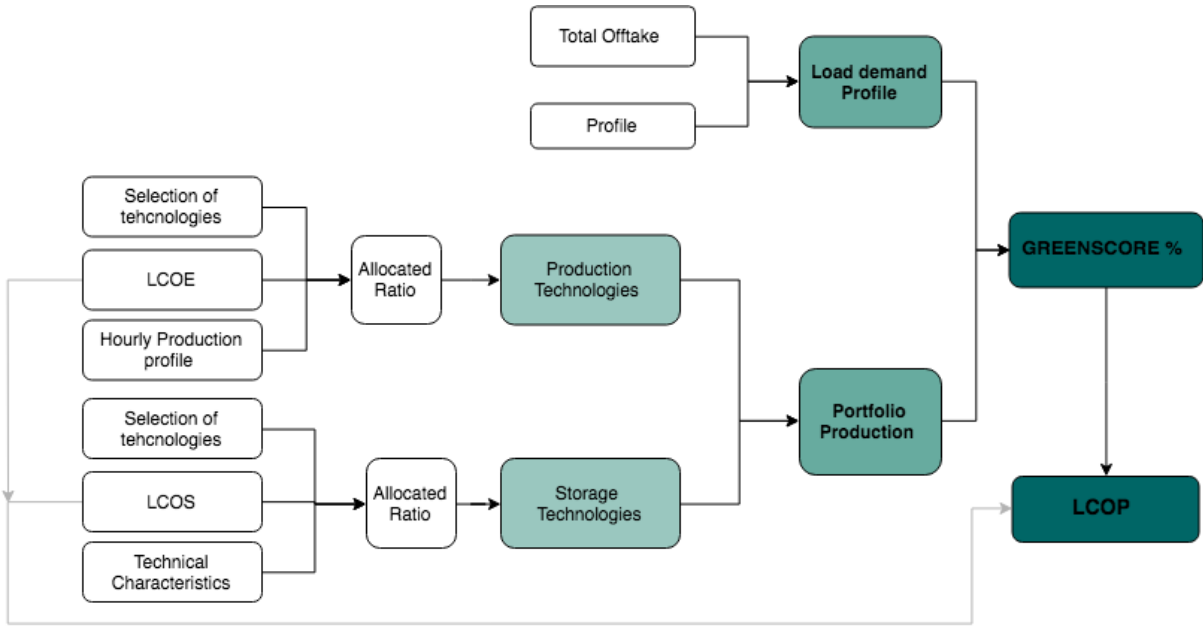 Total Offtake
Profile
Load demand
Profile
Selection of
tehcnologies
LCOE
Hourly Production
profile
Allocated
Ratio
Production
Technologies
GREENSCORE %
Selection of
tehcnologies
LCOS
Technical
Characteristics
Allocated
Ratio
Storage
Technologies
Portfolio
Production
LCOP